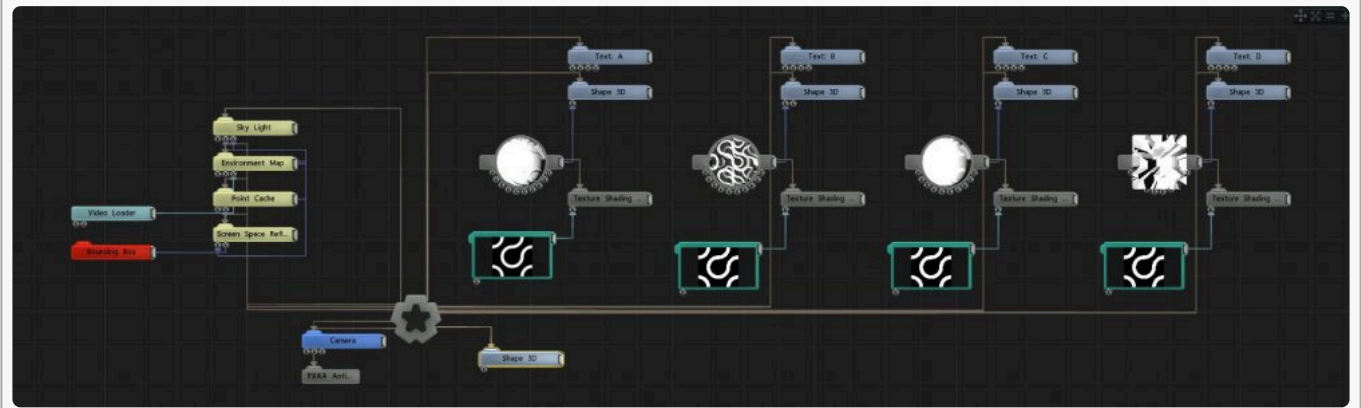 Text: A
Text: B
Text: C
Text: D
Shape 3D
Shape 3D
Shape 3D
Shape 3D
Sky Light
Environment Map
Point Cache
Screen Space Refl..
Video Loader
Bounding Box
Texture Shading ...
Texture Shading ...
Texture Shading ...
Texture Shading ...
Camera
Shape 3D
FXAA Anti..